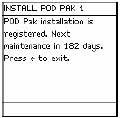 INSTALL POD PAK 1
POD Pak installation is
registered. Next
maintenance in 182 days.
Press ← to exit.